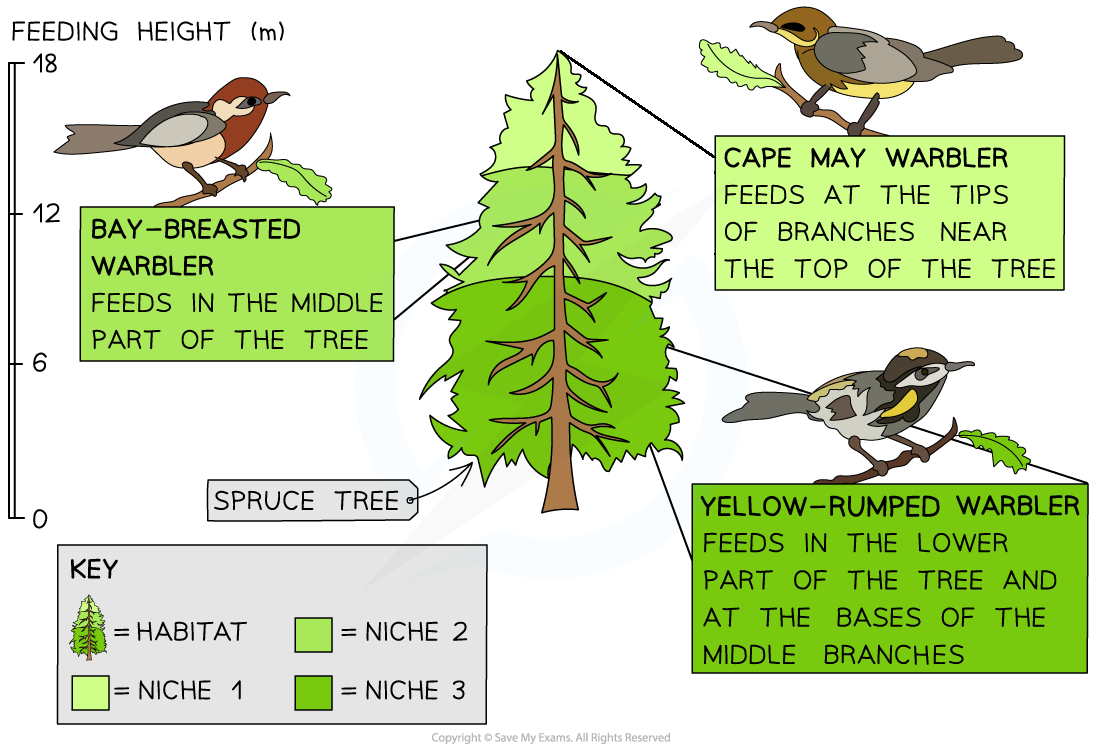 FEEDING HEIGHT (m)
18
12
6
0
BAY-BREASTED
WARBLER
FEEDS IN THE MIDDLE
PART OF THE TREE
CAPE MAY WARBLER
FEEDS AT THE TIPS
OF BRANCHES NEAR
THE TOP OF THE TREE
SPRUCE TREE
YELLOW-RUMPED WARBLER
FEEDS IN THE LOWER
PART OF THE TREE AND
AT THE BASES OF THE
MIDDLE BRANCHES
KEY
= HABITAT
= NICHE 2
= NICHE 1
= NICHE 3
Copyright © Save My Exams. All Rights Reserved